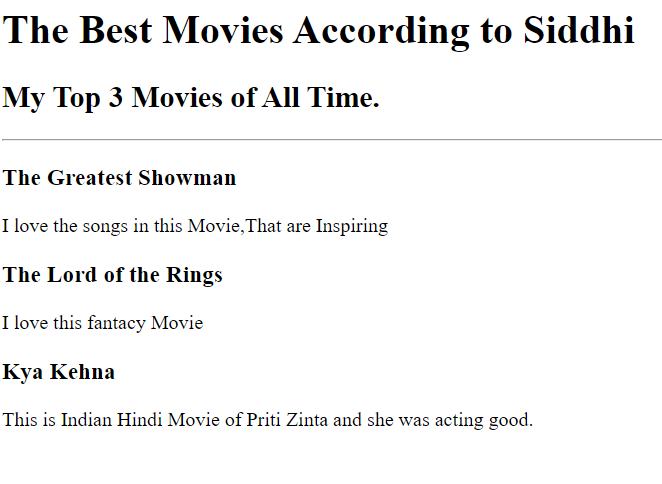 The Best Movies According to Siddhi
My Top 3 Movies of All Time.
The Greatest Showman
I love the songs in this Movie,That are Inspiring
The Lord of the Rings
I love this fantacy Movie
Kya Kehna
This is Indian Hindi Movie of Priti Zinta and she was acting good.